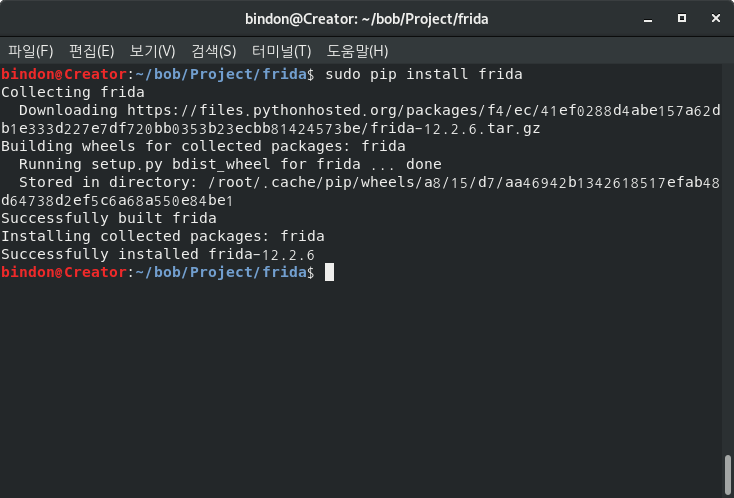 bindon@Creator: ~/bob/Project/frida
파일(F) 편집(E) 보기(V) 검색(S) 터미널(T) 도움말(H)
bindon@Creator:~/bob/Project/frida$ sudo pip install frida
Collecting frida
  Downloading https://files.pythonhosted.org/packages/f4/ec/41ef0288d4abe157a62d
b1e333d227e7df720bb0353b23ecbb81424573be/frida-12.2.6.tar.gz
Building wheels for collected packages: frida
  Running setup.py bdist_wheel for frida ... done
  Stored in directory: /root/.cache/pip/wheels/a8/15/d7/aa46942b1342618517efab48
d64738d2ef5c6a68a550e84be1
Successfully built frida
Installing collected packages: frida
Successfully installed frida-12.2.6
bindon@Creator:~/bob/Project/frida$